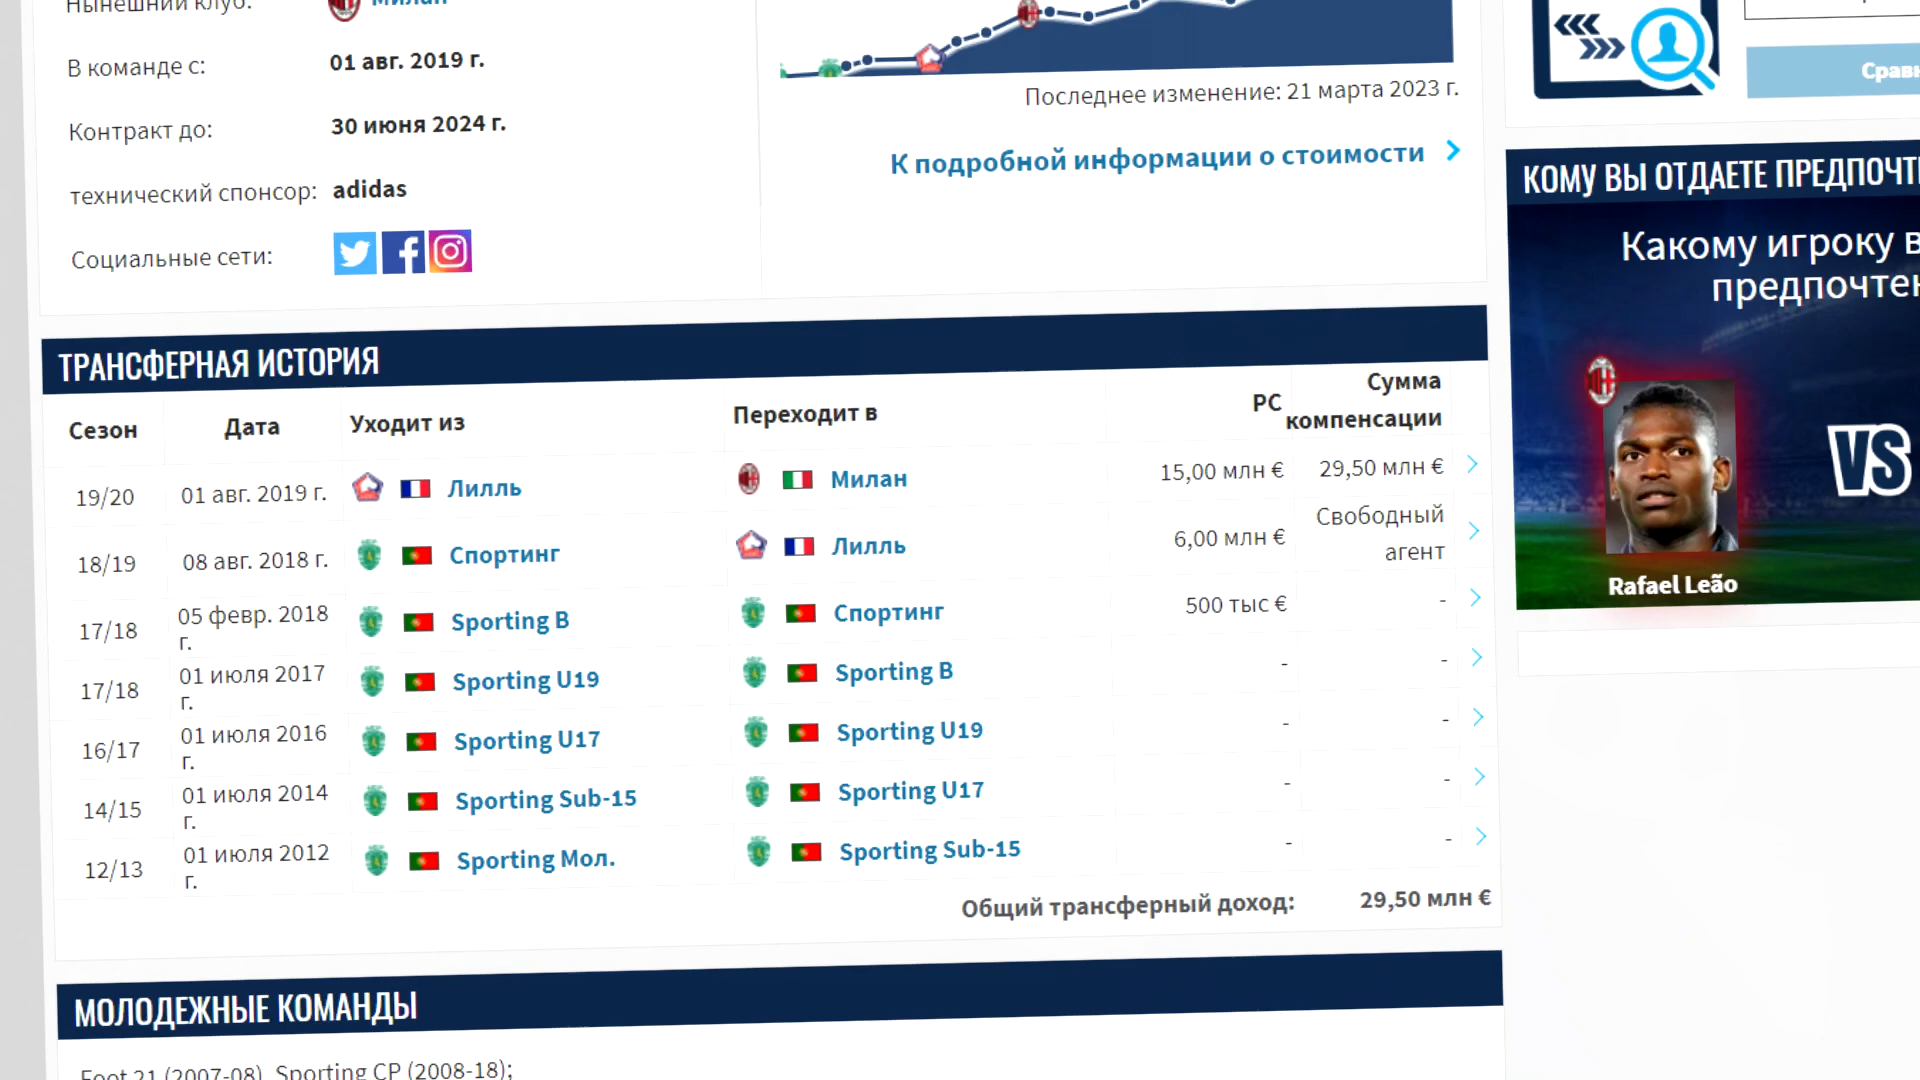 Нынешний клуб: Милан
В команде с: 01 авг. 2019 г.
Контракт до: 30 июня 2024 г.
технический спонсор: adidas
Социальные сети:
Последнее изменение: 21 марта 2023 г.
К подробной информации о стоимости
ТРАНСФЕРНАЯ ИСТОРИЯ
Сезон Дата Уходит из Переходит в РС Сумма
компенсации
19/20 01 авг. 2019 г. Лилль Милан 15,00 млн € 29,50 млн €
18/19 08 авг. 2018 г. Спортинг Лилль 6,00 млн € Свободный
агент
17/18 05 февр. 2018 Sporting B Спортинг 500 тыс € -
г.
17/18 01 июля 2017 Sporting U19 Sporting B - -
г.
16/17 01 июля 2016 Sporting U17 Sporting U19 - -
г.
14/15 01 июля 2014 Sporting Sub-15 Sporting U17 - -
г.
12/13 01 июля 2012 Sporting Мол. Sporting Sub-15 - -
г.
Общий трансферный доход: 29,50 млн €
МОЛОДЕЖНЫЕ КОМАНДЫ
Foot 21 (2007-08), Sporting CP (2008-18);
КОМУ ВЫ ОТДАЕТЕ
Какому игроку
VS
Rafael Leão